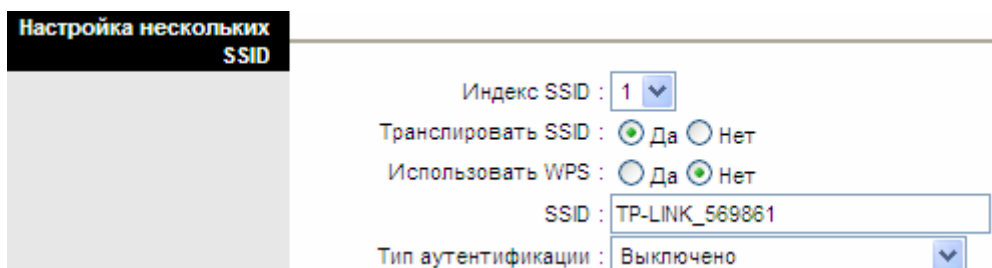 Настройка нескольких
SSID
Индекс SSID : 1
Транслировать SSID : Да Нет
Использовать WPS : Да Нет
SSID : TP-LINK_569861
Тип аутентификации : Выключено